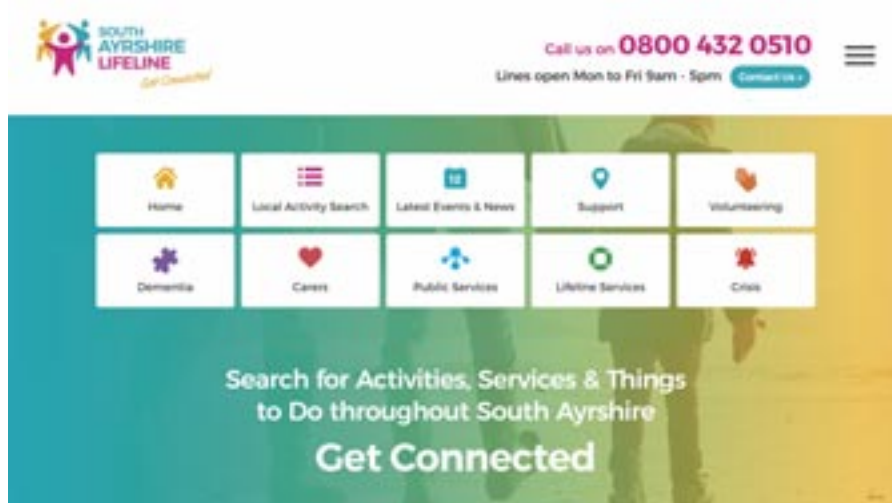 SOUTH
AYRSHIRE
LIFELINE
Get Connected
Call us on 0800 432 0510
Lines open Mon to Fri 9am - 5pm Contact Us »
Home
Local Activity Search
Latest Events & News
Support
Volunteering
Dementia
Carers
Public Services
Lifeline Services
Crisis
Search for Activities, Services & Things
to Do throughout South Ayrshire
Get Connected